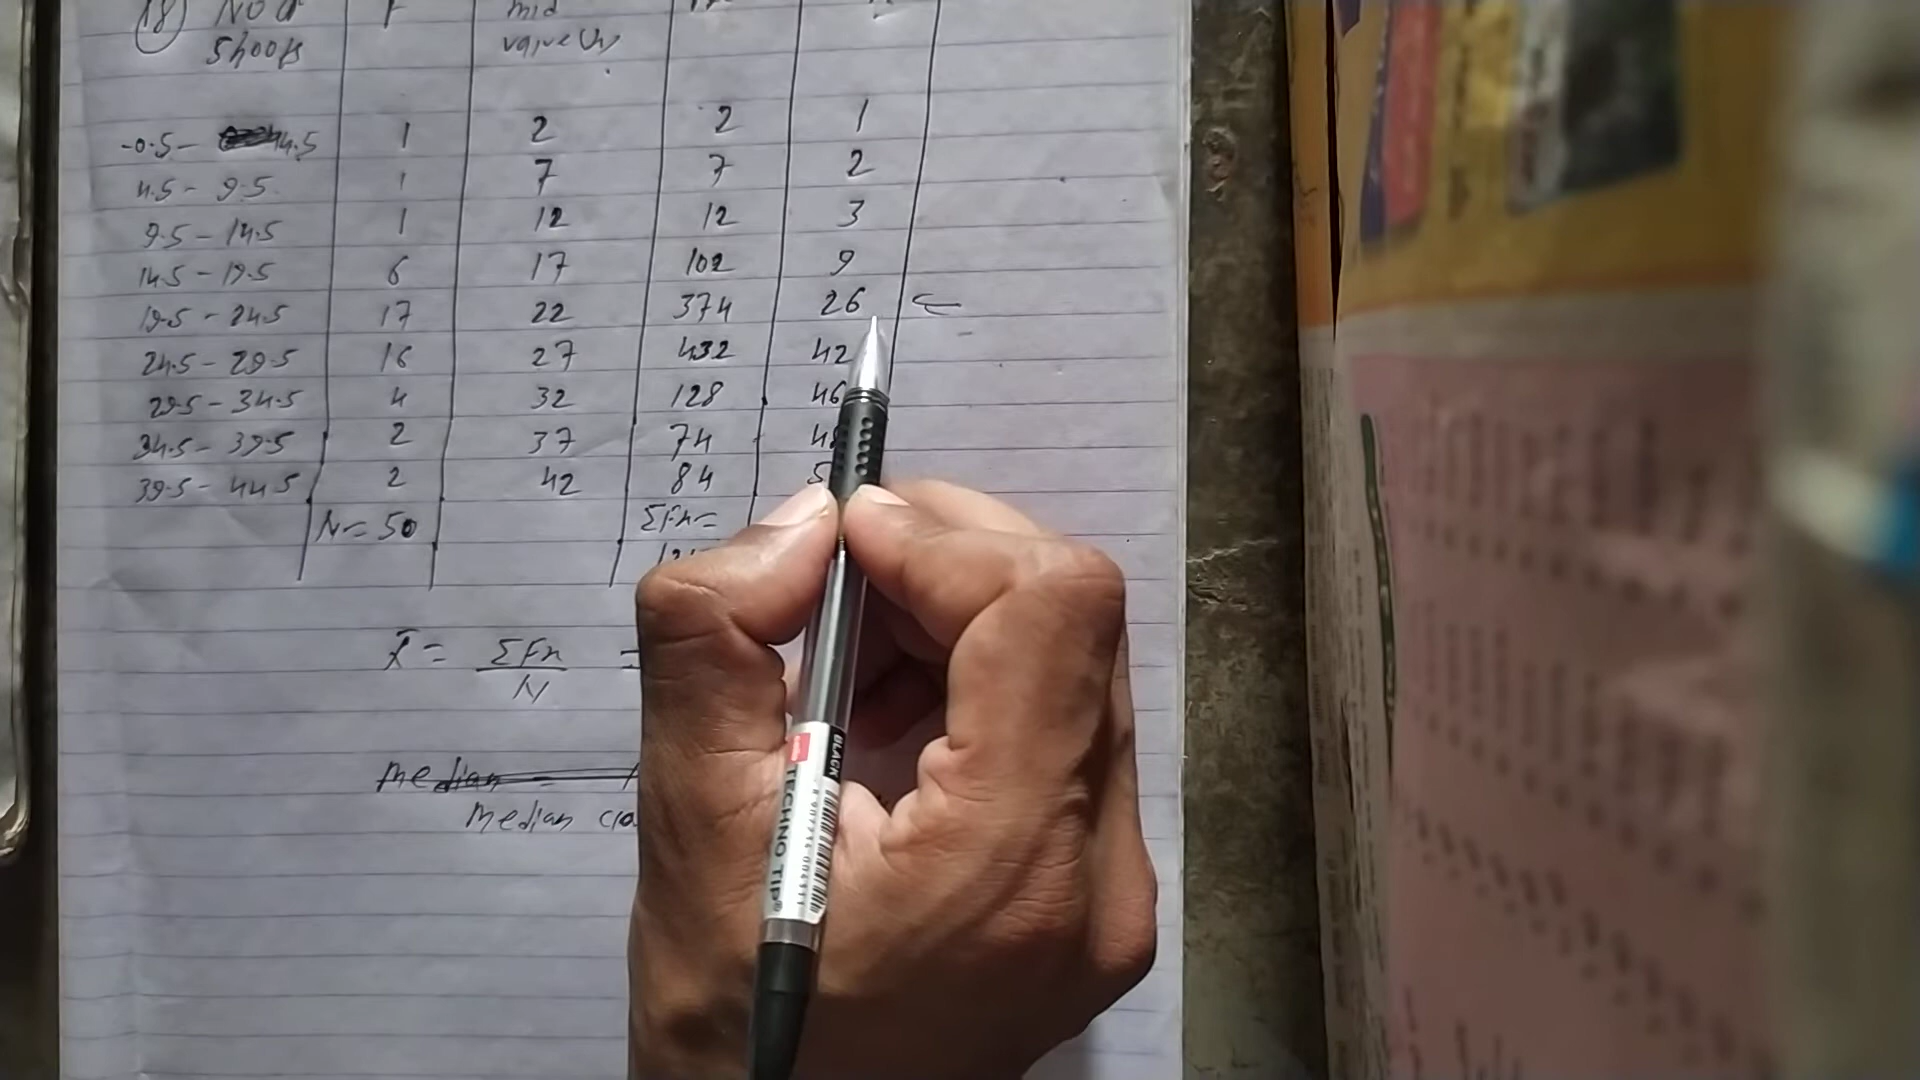 18) No of F mid
shoops value(x)
-0.5 - 4.5 1 2 2 1
4.5 - 9.5 1 7 7 2
9.5 - 14.5 1 12 12 3
14.5 - 19.5 6 17 102 9
19.5 - 24.5 17 22 374 26 ←
24.5 - 29.5 16 27 432 42
29.5 - 34.5 4 32 128 46
34.5 - 39.5 2 37 74
39.5 - 44.5 2 42 84
N = 50 Σfx =
x̄ = Σfx / N =
median =
median
BLACK
TECHNO TIP®